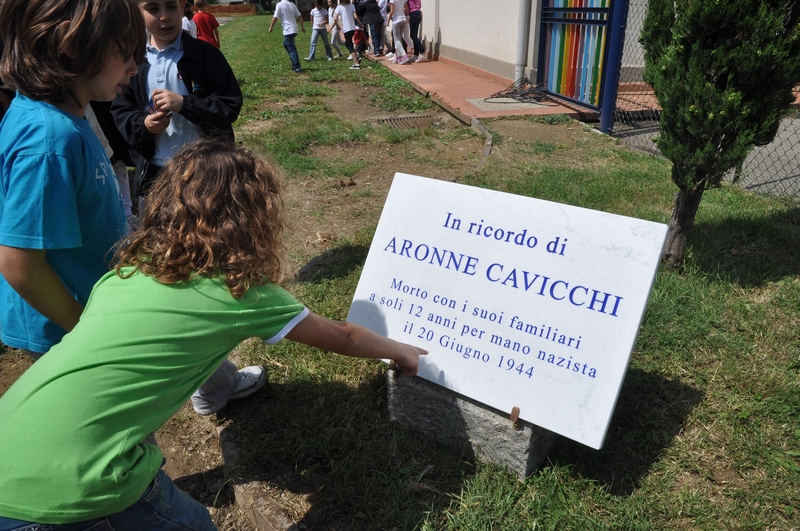 In ricordo di
ARONNE CAVICCHI
Morto con i suoi familiari
a soli 12 anni per mano nazista
il 20 Giugno 1944